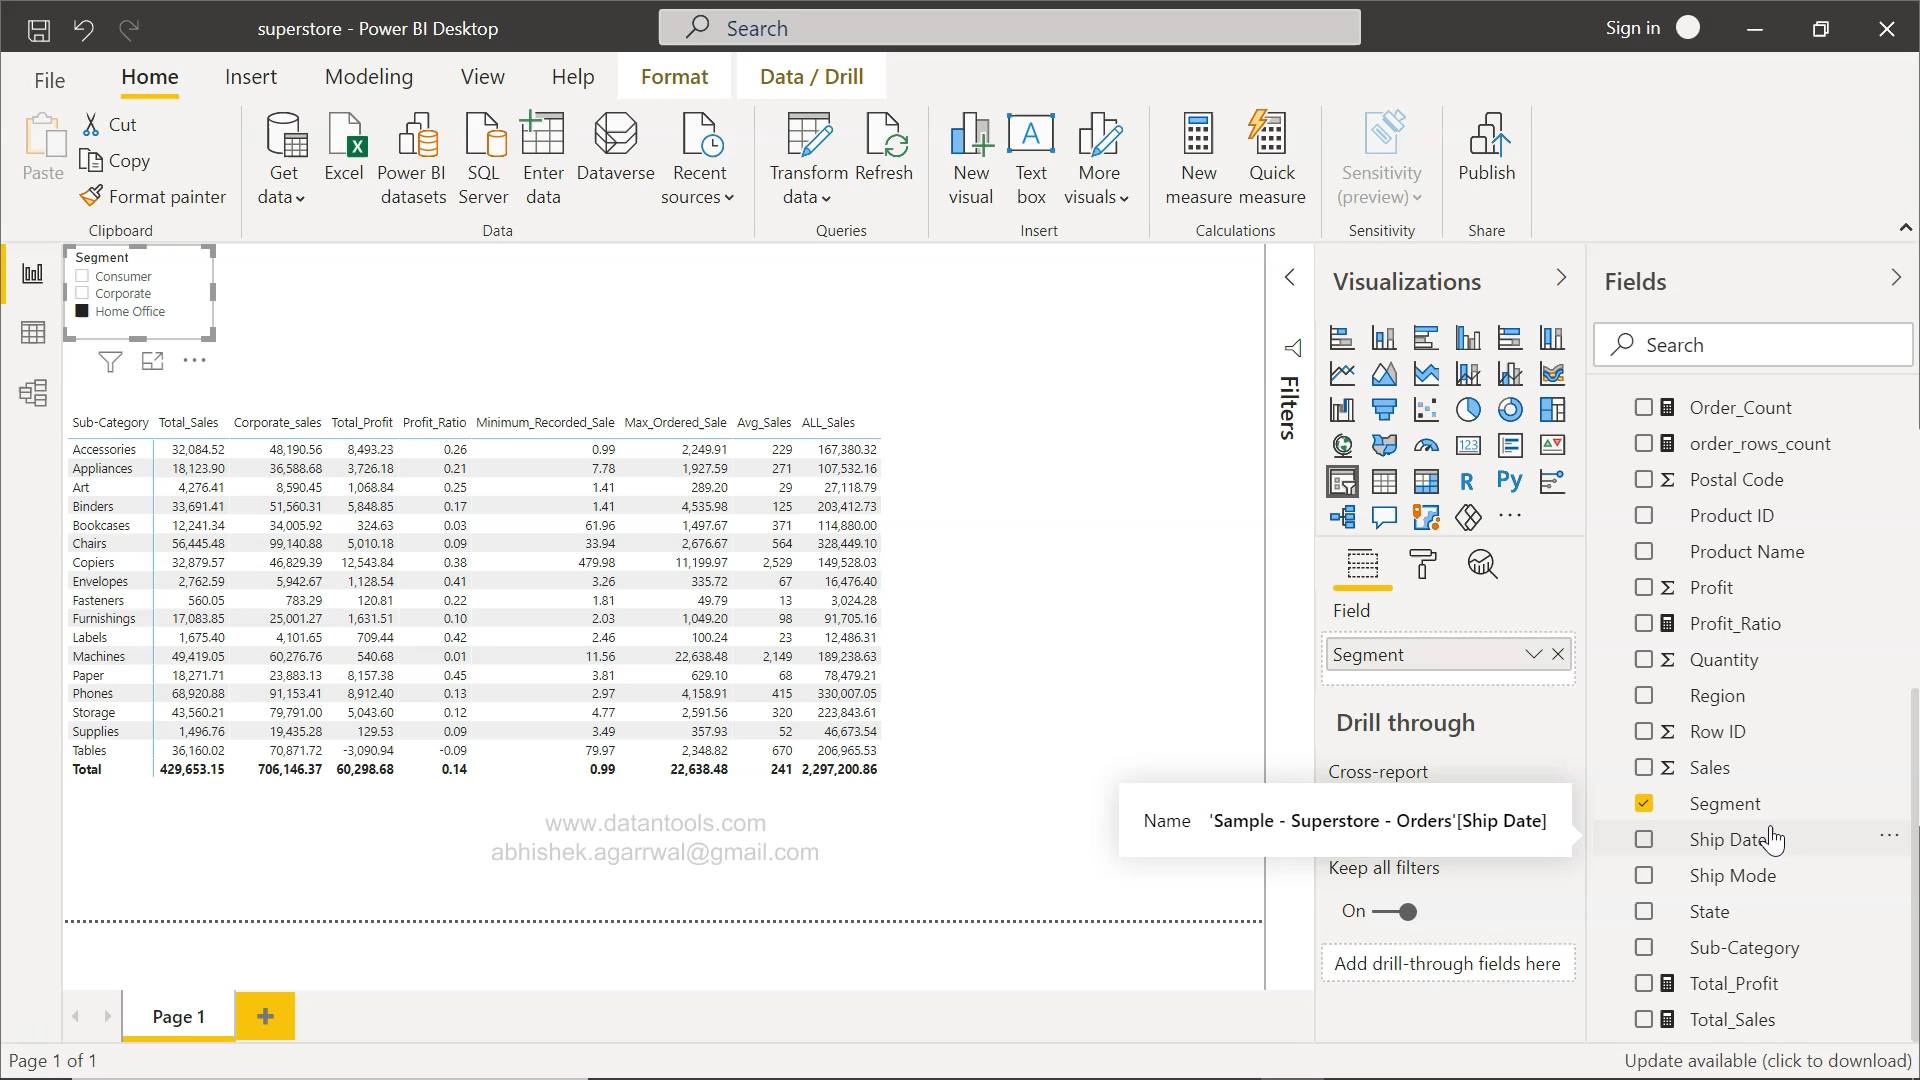 superstore - Power BI Desktop
Search
Sign in
File
Home
Insert
Modeling
View
Help
Format
Data / Drill
Paste
Cut
Copy
Format painter
Clipboard
Get data
Excel
Power BI datasets
SQL Server
Enter data
Dataverse
Recent sources
Data
Transform data
Refresh
Queries
New visual
A
Text box
More visuals
Insert
New measure
Quick measure
Calculations
Sensitivity (preview)
Sensitivity
Publish
Share
Segment
Consumer
Corporate
Home Office
Sub-Category Total_Sales Corporate_sales Total_Profit Profit_Ratio Minimum_Recorded_Sale Max_Ordered_Sale Avg_Sales ALL_Sales
Accessories 32,084.52 48,190.56 8,493.23 0.26 0.99 2,249.91 229 167,380.32
Appliances 18,123.90 36,588.68 3,726.18 0.21 7.78 1,927.59 271 107,532.16
Art 4,276.41 8,590.45 1,068.84 0.25 1.41 289.20 29 27,118.79
Binders 33,691.41 51,560.31 5,848.85 0.17 1.41 4,535.98 125 203,412.73
Bookcases 12,241.34 34,005.92 324.63 0.03 61.96 1,497.67 371 114,880.00
Chairs 56,445.48 99,140.88 5,010.18 0.09 33.94 2,676.67 564 328,449.10
Copiers 32,879.57 46,829.39 12,543.84 0.38 479.98 11,199.97 2,529 149,528.03
Envelopes 2,762.59 5,942.67 1,128.54 0.41 3.26 335.72 67 16,476.40
Fasteners 560.05 783.29 120.81 0.22 1.81 49.79 13 3,024.28
Furnishings 17,083.85 25,001.27 1,631.51 0.10 2.03 1,049.20 98 91,705.16
Labels 1,675.40 4,101.65 709.44 0.42 2.46 100.24 23 12,486.31
Machines 49,419.05 60,276.76 540.68 0.01 11.56 22,638.48 2,149 189,238.63
Paper 18,271.71 23,883.13 8,157.38 0.45 3.81 629.10 68 78,479.21
Phones 68,920.88 91,153.41 8,912.40 0.13 2.97 4,158.91 415 330,007.05
Storage 43,560.21 79,791.00 5,043.60 0.12 4.77 2,591.56 320 223,843.61
Supplies 1,496.76 19,435.28 129.53 0.09 3.49 357.93 52 46,673.54
Tables 36,160.02 70,871.72 -3,090.94 -0.09 79.97 2,348.82 670 206,965.53
Total 429,653.15 706,146.37 60,298.68 0.14 0.99 22,638.48 241 2,297,200.86
www.datantools.com
abhishek.agarrwal@gmail.com
Filters
Visualizations
123
R
Py
Field
Segment
Drill through
Cross-report
Name 'Sample - Superstore - Orders'[Ship Date]
Keep all filters
On
Add drill-through fields here
Fields
Search
Order_Count
order_rows_count
Σ Postal Code
Product ID
Product Name
Σ Profit
Profit_Ratio
Σ Quantity
Region
Σ Row ID
Σ Sales
Segment
Ship Date
Ship Mode
State
Sub-Category
Total_Profit
Total_Sales
Page 1
Page 1 of 1
Update available (click to download)